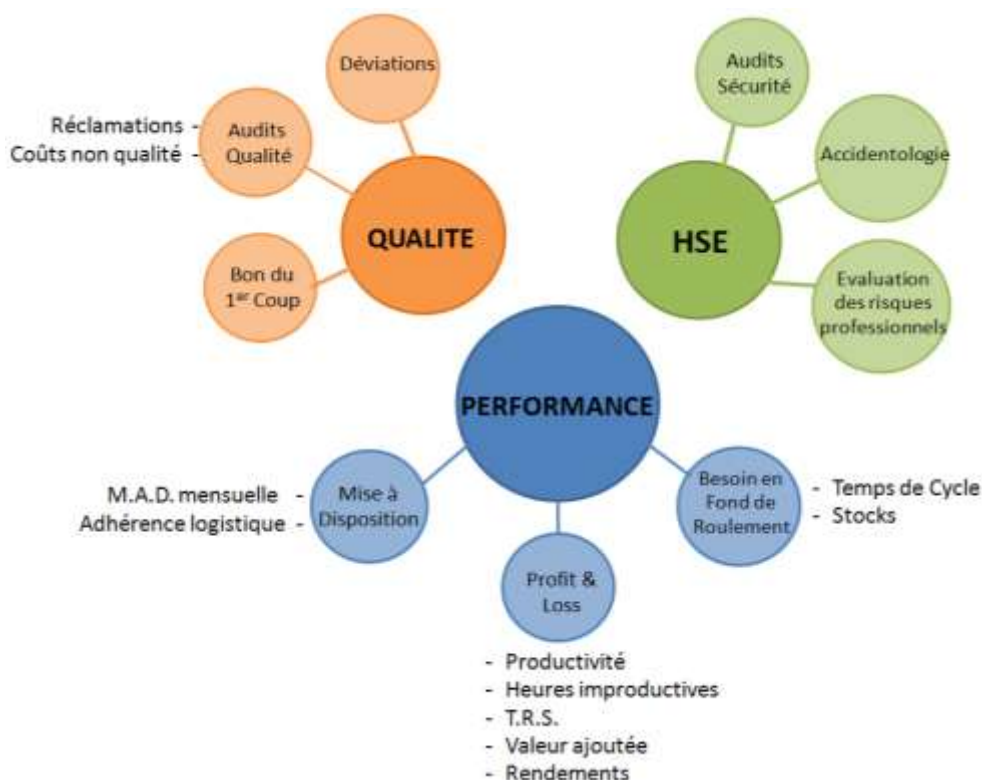 Déviations
Réclamations -
Coûts non qualité -
Audits
Qualité
QUALITE
Bon du
1er Coup
Audits
Sécurité
Accidentologie
HSE
Evaluation
des risques
professionnels
PERFORMANCE
M.A.D. mensuelle -
Adhérence logistique -
Mise à
Disposition
Profit &
Loss
- Productivité
- Heures improductives
- T.R.S.
- Valeur ajoutée
- Rendements
Besoin en
Fond de
Roulement
- Temps de Cycle
- Stocks